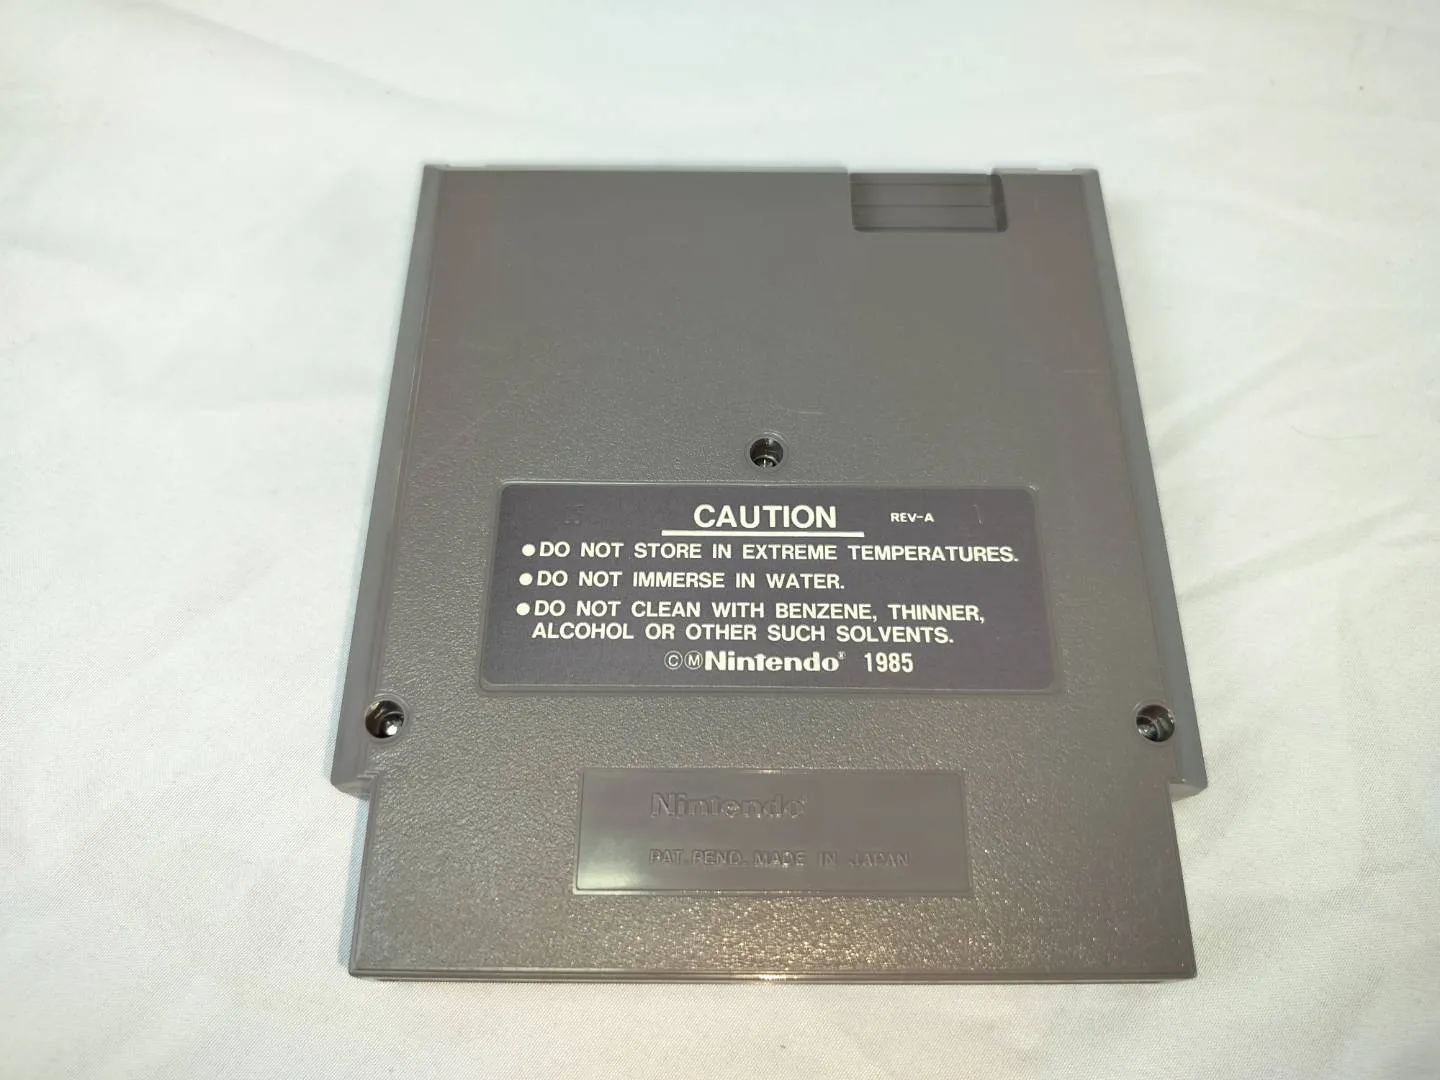 CAUTION REV-A
●DO NOT STORE IN EXTREME TEMPERATURES.
●DO NOT IMMERSE IN WATER.
●DO NOT CLEAN WITH BENZENE, THINNER,
ALCOHOL OR OTHER SUCH SOLVENTS.
©ⓂNintendo® 1985
Nintendo
PAT. PEND. MADE IN JAPAN